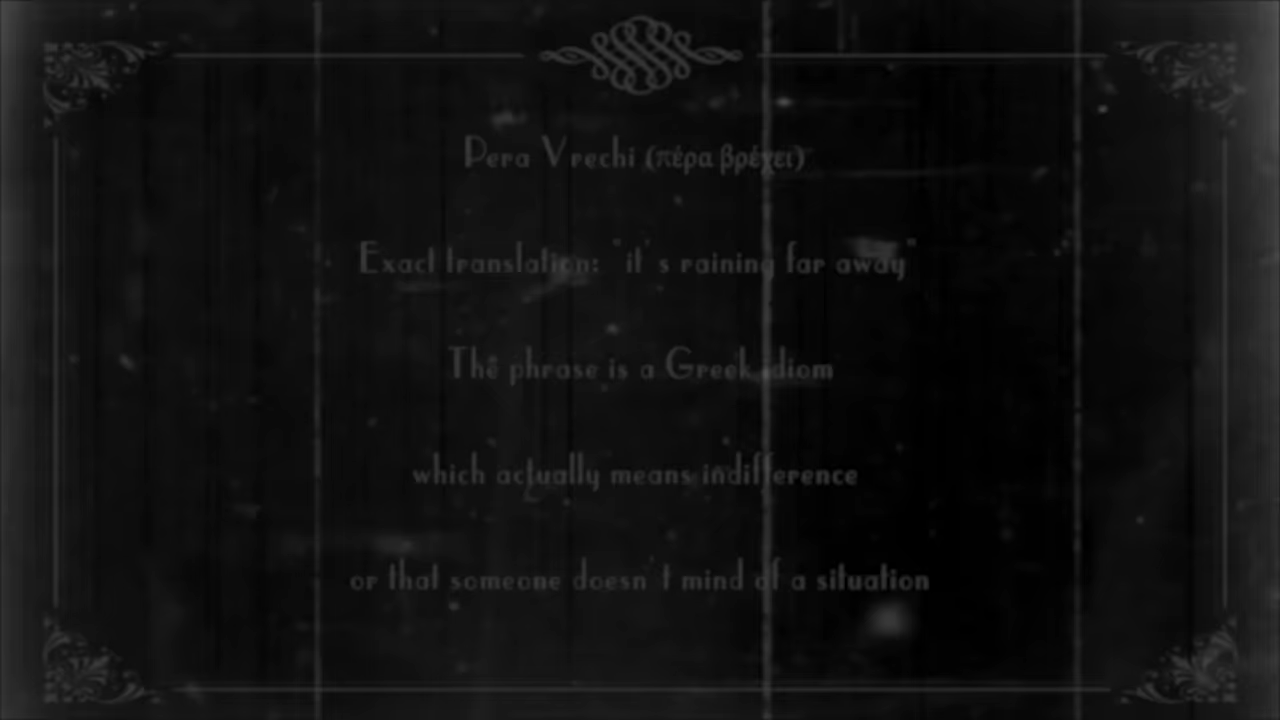 Pera Vrechi (πέρα βρέχει)
Exact translation: "it's raining far away"
The phrase is a Greek idiom
which actually means indifference
or that someone doesn't mind of a situation